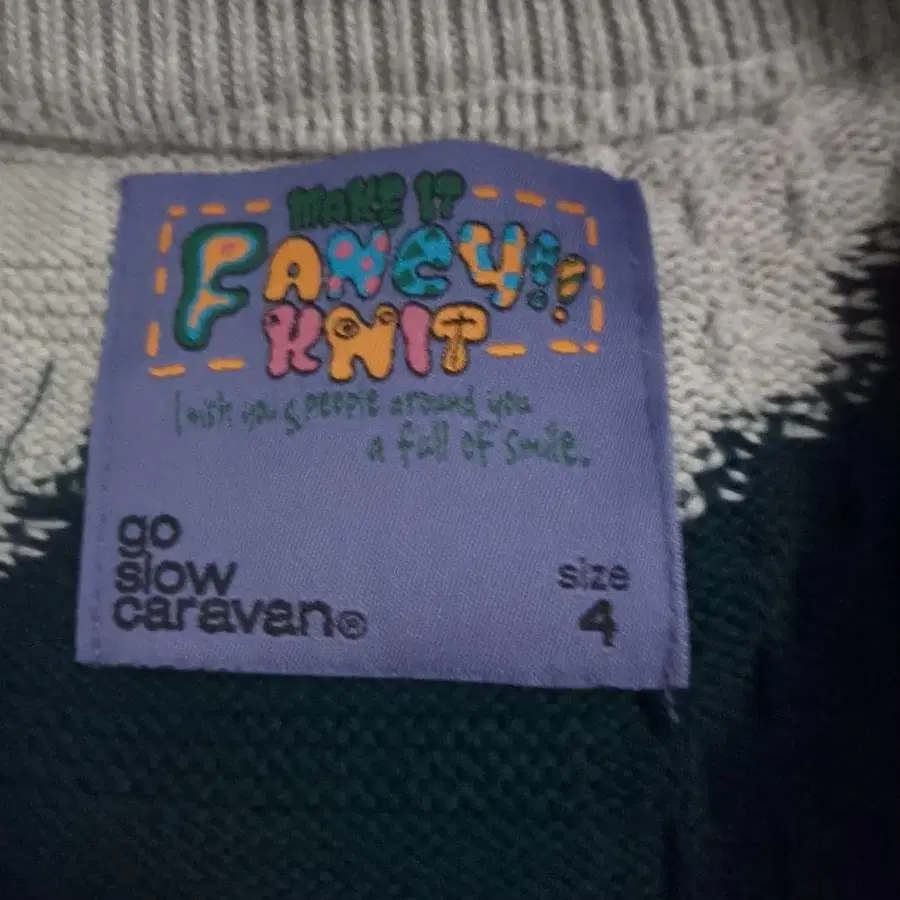 MAKE IT
FANCY!!
KNIT
I wish you & people around you
a full of smile.
go
slow
caravan®
size
4